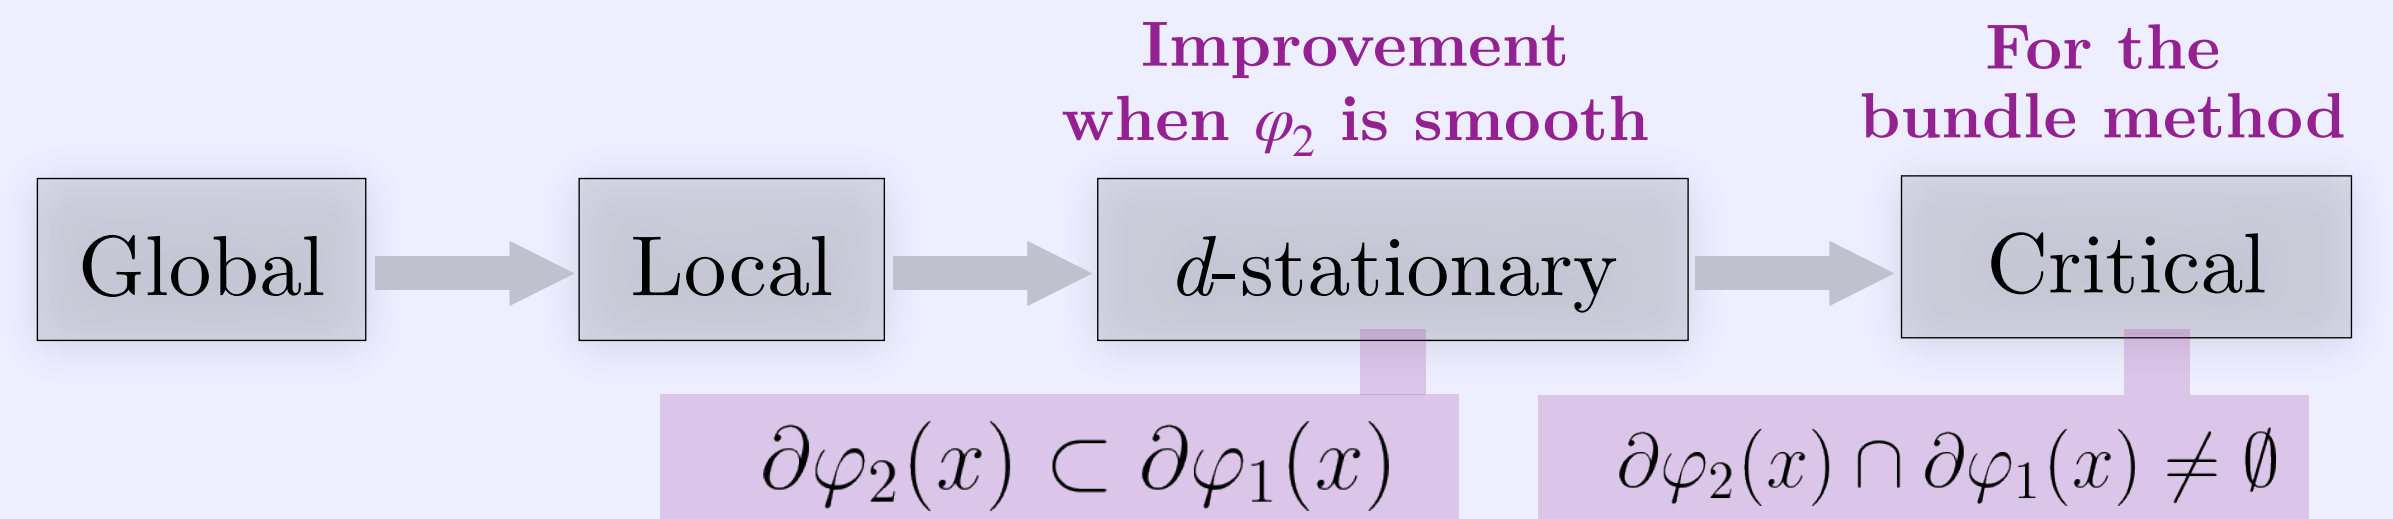 Improvement
when φ₂ is smooth
For the
bundle method
Global
Local
d-stationary
Critical
∂φ₂(x) ⊂ ∂φ₁(x)
∂φ₂(x) ∩ ∂φ₁(x) ≠ ∅